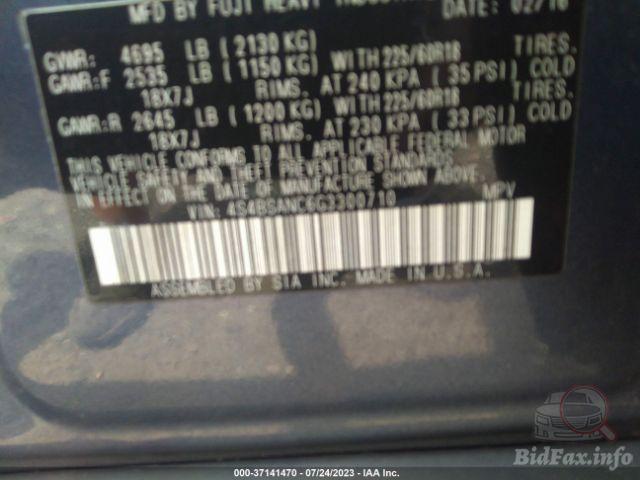 MFD BY FUJI HEAVY INDUSTRIES DATE: 02/16
GVWR: 4695 LB (2130 KG)
GAWR:F 2535 LB (1150 KG) WITH 225/60R18 TIRES.
18X7J RIMS. AT 240 KPA (35 PSI) COLD
GAWR:R 2645 LB (1200 KG) WITH 225/60R18 TIRES.
18X7J RIMS. AT 230 KPA (33 PSI) COLD
THIS VEHICLE CONFORMS TO ALL APPLICABLE FEDERAL MOTOR
VEHICLE SAFETY AND THEFT PREVENTION STANDARDS
IN EFFECT ON THE DATE OF MANUFACTURE SHOWN ABOVE.
VIN: 4S4BSANC6G3300710 MPV
ASSEMBLED BY SIA INC. MADE IN U.S.A.
BidFax.info
000-37141470 - 07/24/2023 - IAA Inc.